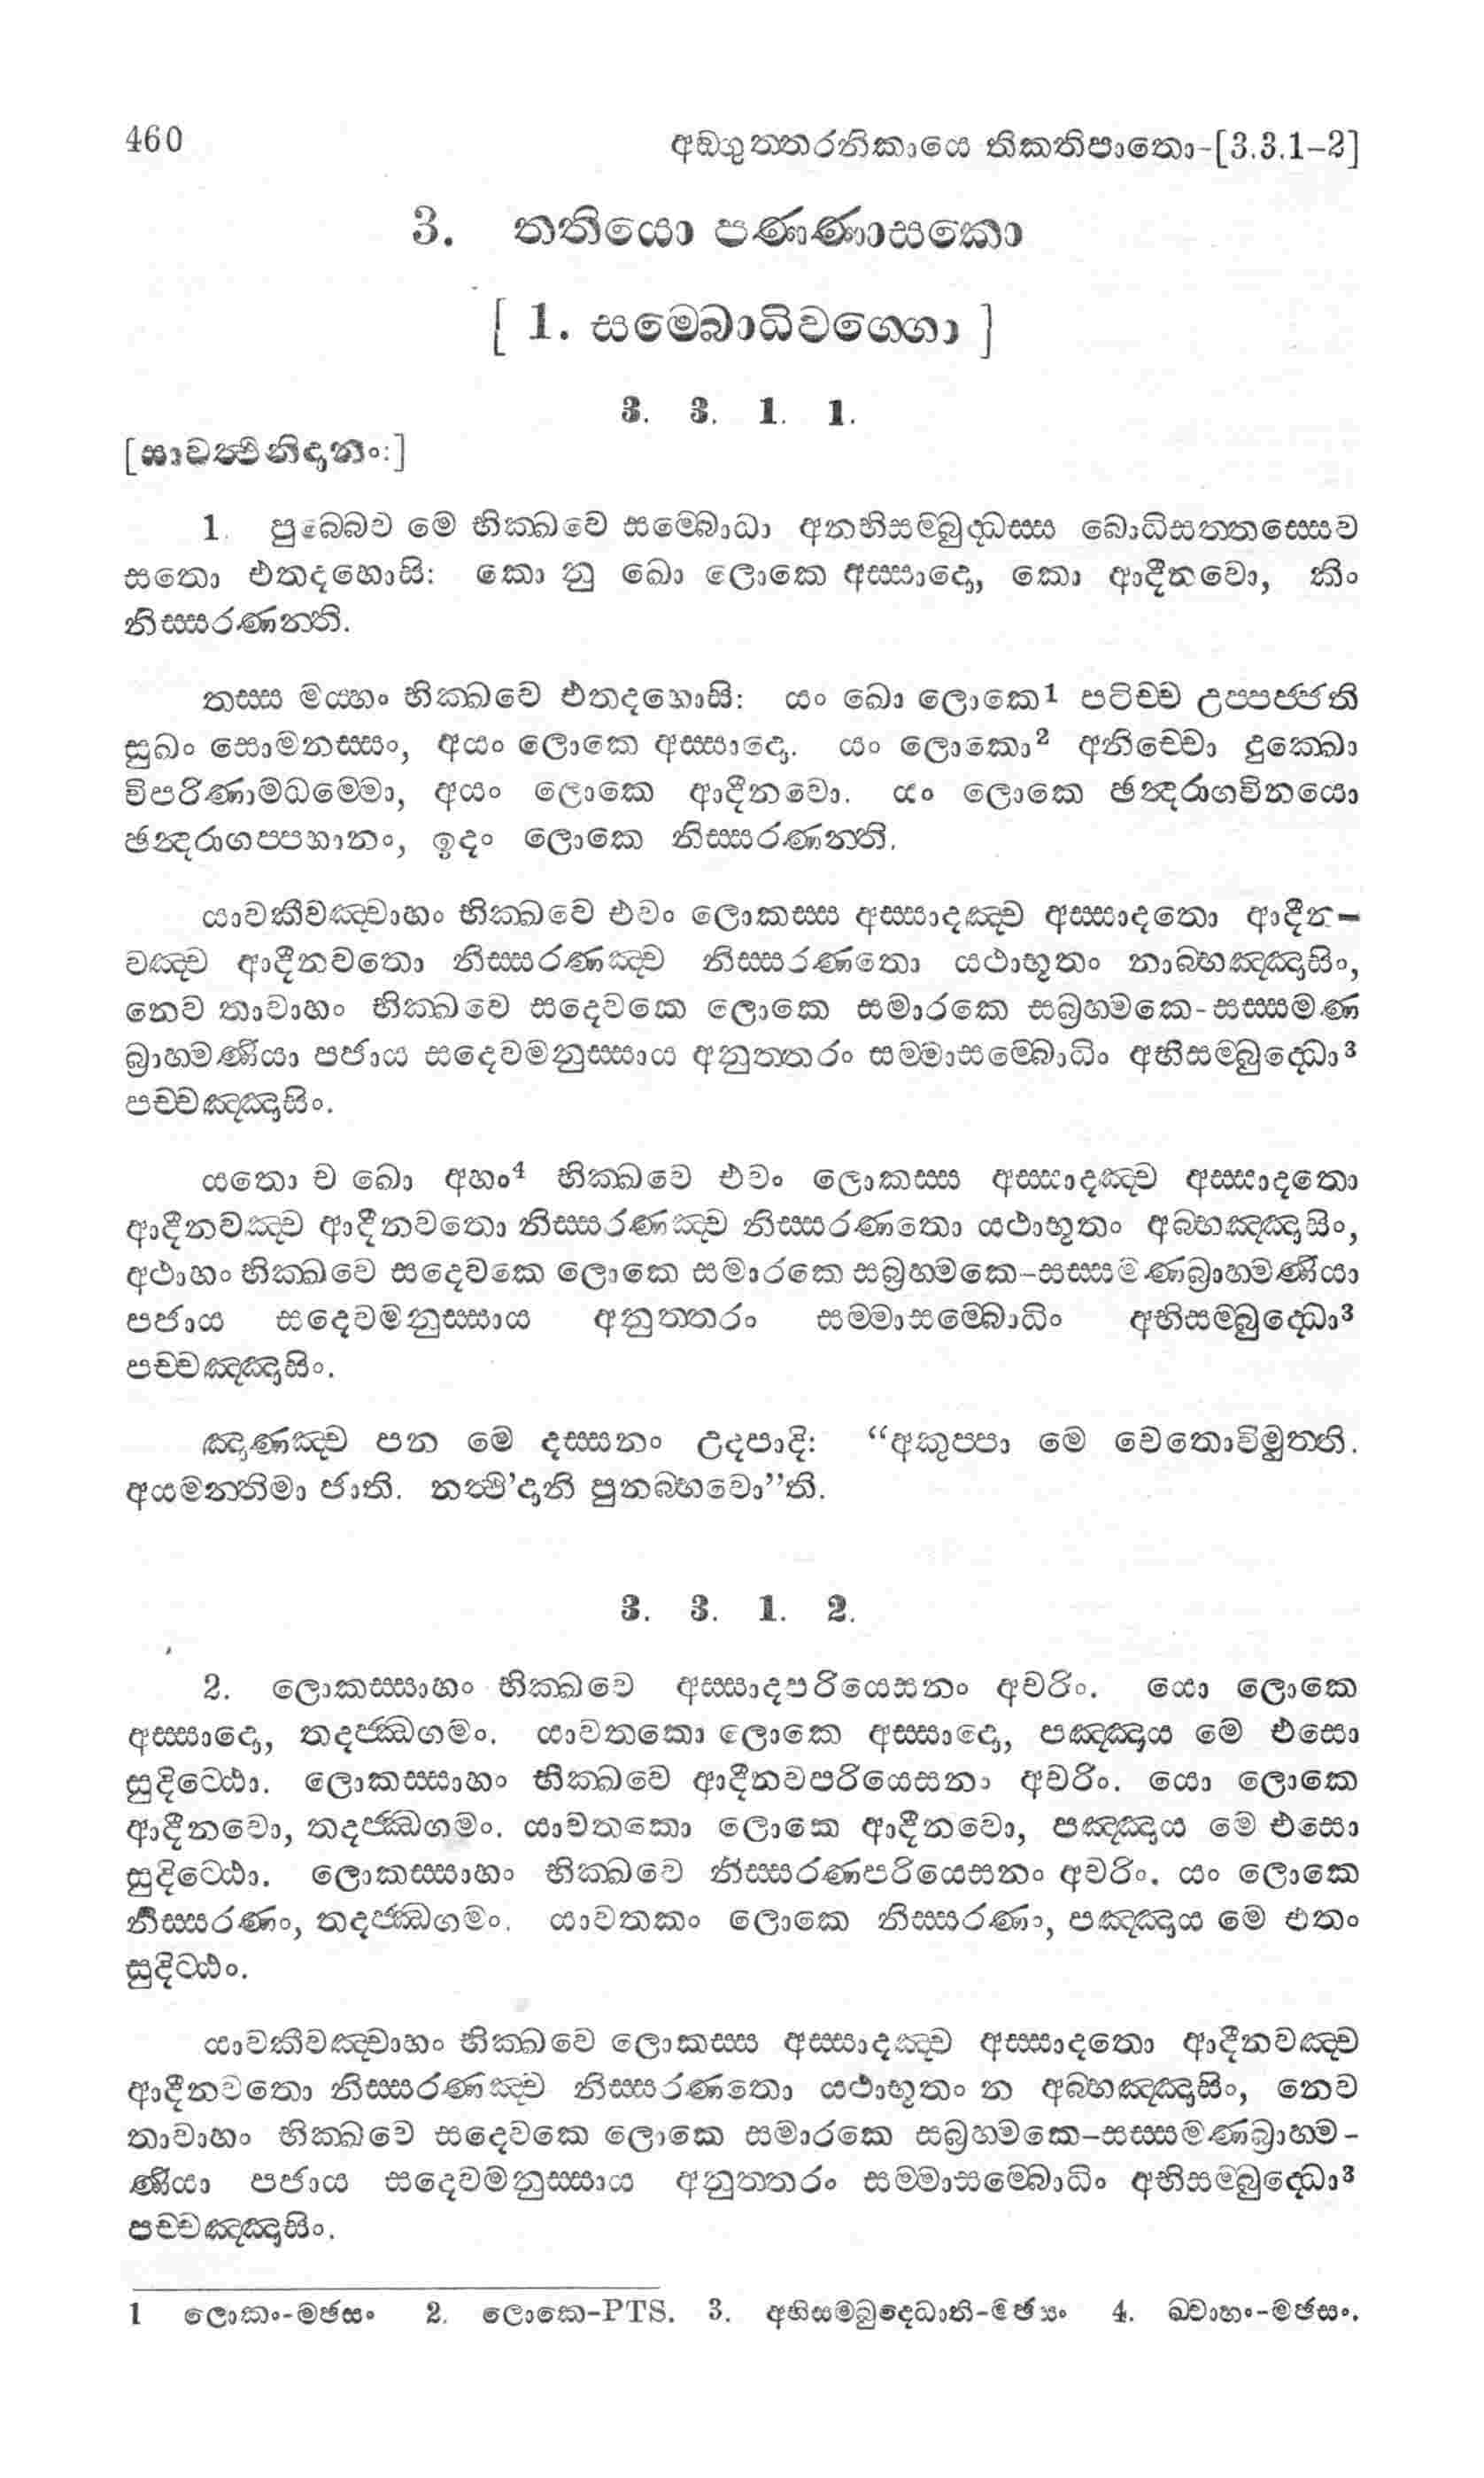 460 අඞ්ගුත්තරනිකායෙ තිකතිපාතො-[3.3.1-2]
3. තතියො පණ්ණාසකො
[ 1. සම්බොධිවග්ගො ]
3. 3. 1. 1.
[සාවත්ථිනිදානං:]
1. පුබ්බෙව මෙ භික්ඛවෙ සම්බොධා අනභිසම්බුද්ධස්ස බොධිසත්තස්සෙව
සතො එතදහොසි: කො නු ඛො ලොකෙ අස්සාදො, කො ආදීනවො, කිං
නිස්සරණන්ති.
තස්ස මය්හං භික්ඛවෙ එතදහොසි: යං ඛො ලොකෙ1 පටිච්ච උප්පජ්ජති
සුඛං සොමනස්සං, අයං ලොකෙ අස්සාදො. යං ලොකො2 අනිච්චො දුක්ඛො
විපරිණාමධම්මො, අයං ලොකෙ ආදීනවො. යං ලොකෙ ඡන්දරාගවිනයො
ඡන්දරාගප්පහානං, ඉදං ලොකෙ නිස්සරණන්ති.
යාවකීවඤ්චාහං භික්ඛවෙ එවං ලොකස්ස අස්සාදඤ්ච අස්සාදතො ආදීන-
වඤ්ච ආදීනවතො නිස්සරණඤ්ච නිස්සරණතො යථාභූතං නාබ්භඤ්ඤාසිං,
නෙව තාවාහං භික්ඛවෙ සදෙවකෙ ලොකෙ සමාරකෙ සබ්‍රහ්මකෙ-සස්සමණ
බ්‍රාහ්මණියා පජාය සදෙවමනුස්සාය අනුත්තරං සම්මාසම්බොධිං අභිසම්බුද්ධො3
පච්චඤ්ඤාසිං.
යතො ච ඛො අහං4 භික්ඛවෙ එවං ලොකස්ස අස්සාදඤ්ච අස්සාදතො
ආදීනවඤ්ච ආදීනවතො නිස්සරණඤ්ච නිස්සරණතො යථාභූතං අබ්භඤ්ඤාසිං,
අථාහං භික්ඛවෙ සදෙවකෙ ලොකෙ සමාරකෙ සබ්‍රහ්මකෙ-සස්සමණබ්‍රාහ්මණියා
පජාය සදෙවමනුස්සාය අනුත්තරං සම්මාසම්බොධිං අභිසම්බුද්ධො3
පච්චඤ්ඤාසිං.
ඤාණඤ්ච පන මෙ දස්සනං උදපාදි: “අකුප්පා මෙ චෙතොවිමුත්ති.
අයමන්තිමා ජාති. නත්ථි’දානි පුනබ්භවො”ති.
3. 3. 1. 2.
2. ලොකස්සාහං භික්ඛවෙ අස්සාදපරියෙසනං අචරිං. යො ලොකෙ
අස්සාදො, තදජ්ඣගමං. යාවතකො ලොකෙ අස්සාදො, පඤ්ඤාය මෙ එසො
සුදිට්ඨො. ලොකස්සාහං භික්ඛවෙ ආදීනවපරියෙසනං අචරිං. යො ලොකෙ
ආදීනවො, තදජ්ඣගමං. යාවතකො ලොකෙ ආදීනවො, පඤ්ඤාය මෙ එසො
සුදිට්ඨො. ලොකස්සාහං භික්ඛවෙ නිස්සරණපරියෙසනං අචරිං. යං ලොකෙ
නිස්සරණං, තදජ්ඣගමං. යාවතකං ලොකෙ නිස්සරණං, පඤ්ඤාය මෙ එතං
සුදිට්ඨං.
යාවකීවඤ්චාහං භික්ඛවෙ ලොකස්ස අස්සාදඤ්ච අස්සාදතො ආදීනවඤ්ච
ආදීනවතො නිස්සරණඤ්ච නිස්සරණතො යථාභූතං න අබ්භඤ්ඤාසිං, නෙව
තාවාහං භික්ඛවෙ සදෙවකෙ ලොකෙ සමාරකෙ සබ්‍රහ්මකෙ-සස්සමණබ්‍රාහ්ම-
ණියා පජාය සදෙවමනුස්සාය අනුත්තරං සම්මාසම්බොධිං අභිසම්බුද්ධො3
පච්චඤ්ඤාසිං.
1 ලොකං-මඡසං 2. ලොකෙ-PTS. 3. අභිසම්බුද්ධොති-මඡසං 4. ඛ්වාහං-මඡසං.